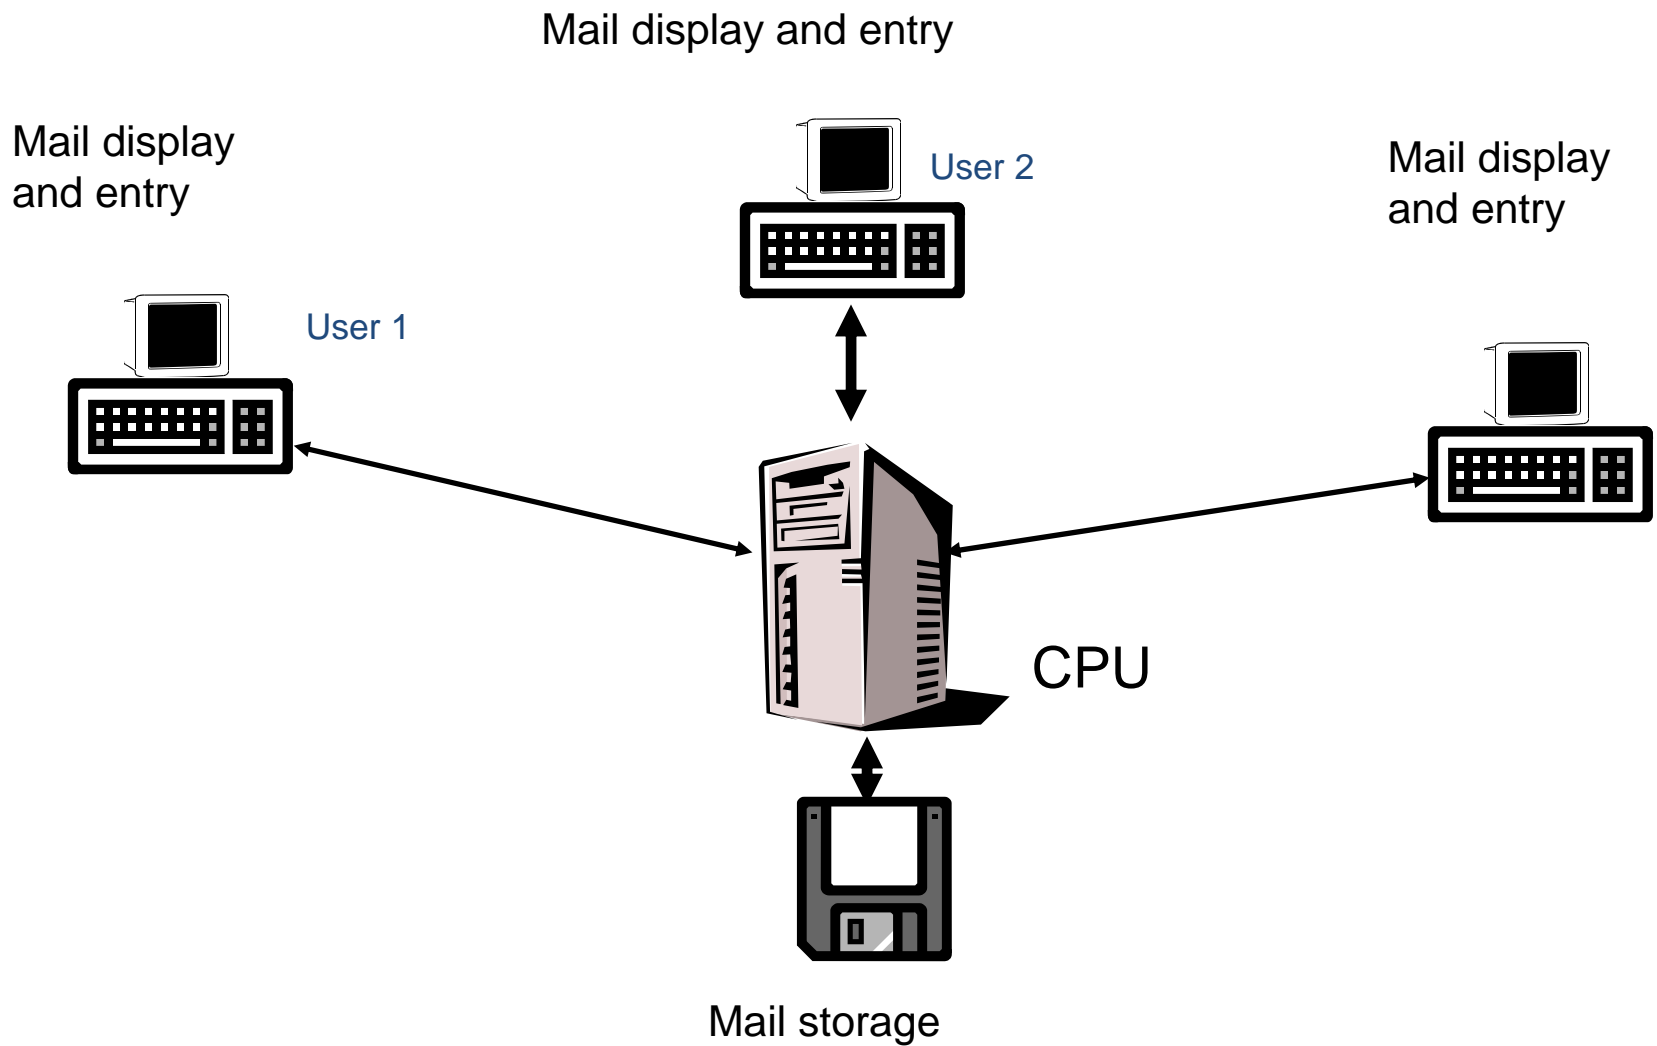 Mail display and entry
Mail display
and entry
User 2
Mail display
and entry
User 1
CPU
Mail storage